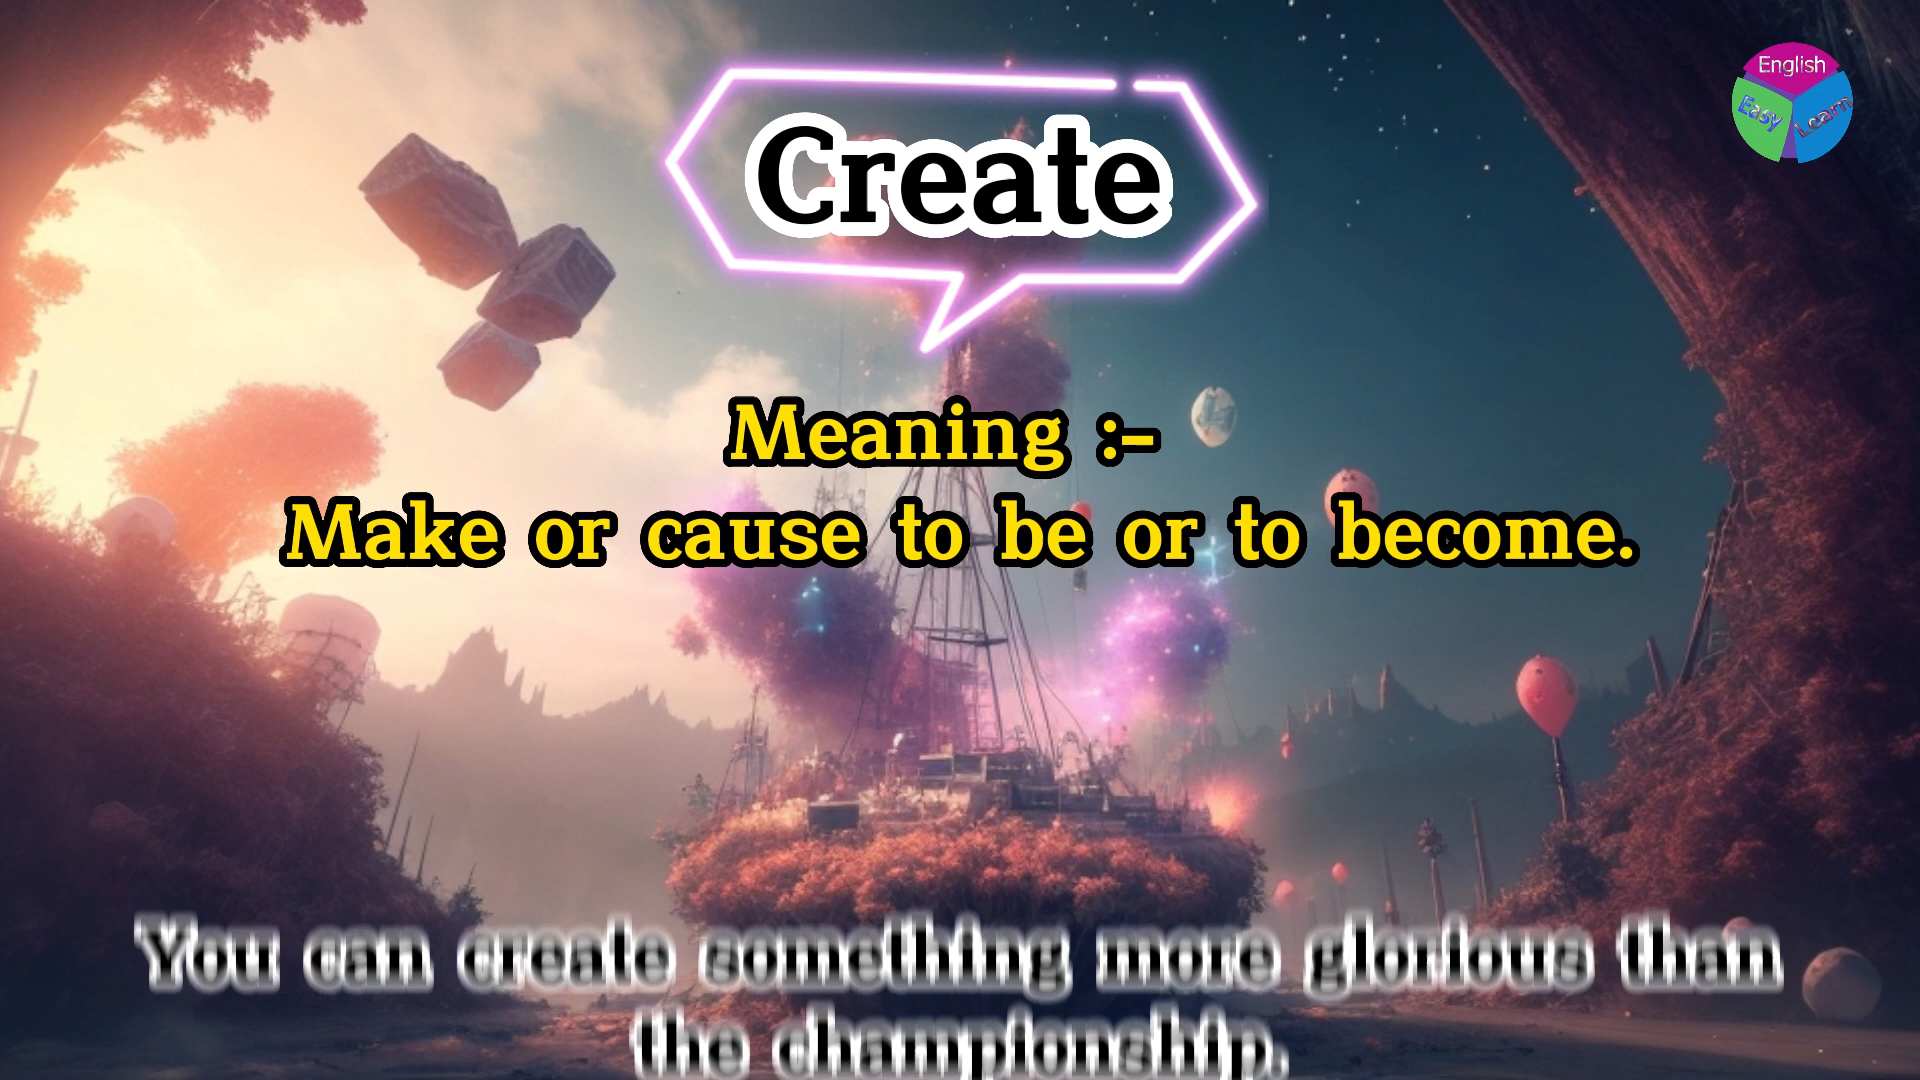 English
Easy Learn
Create
Meaning :-
Make or cause to be or to become.
You can create something more glorious than
the championship.